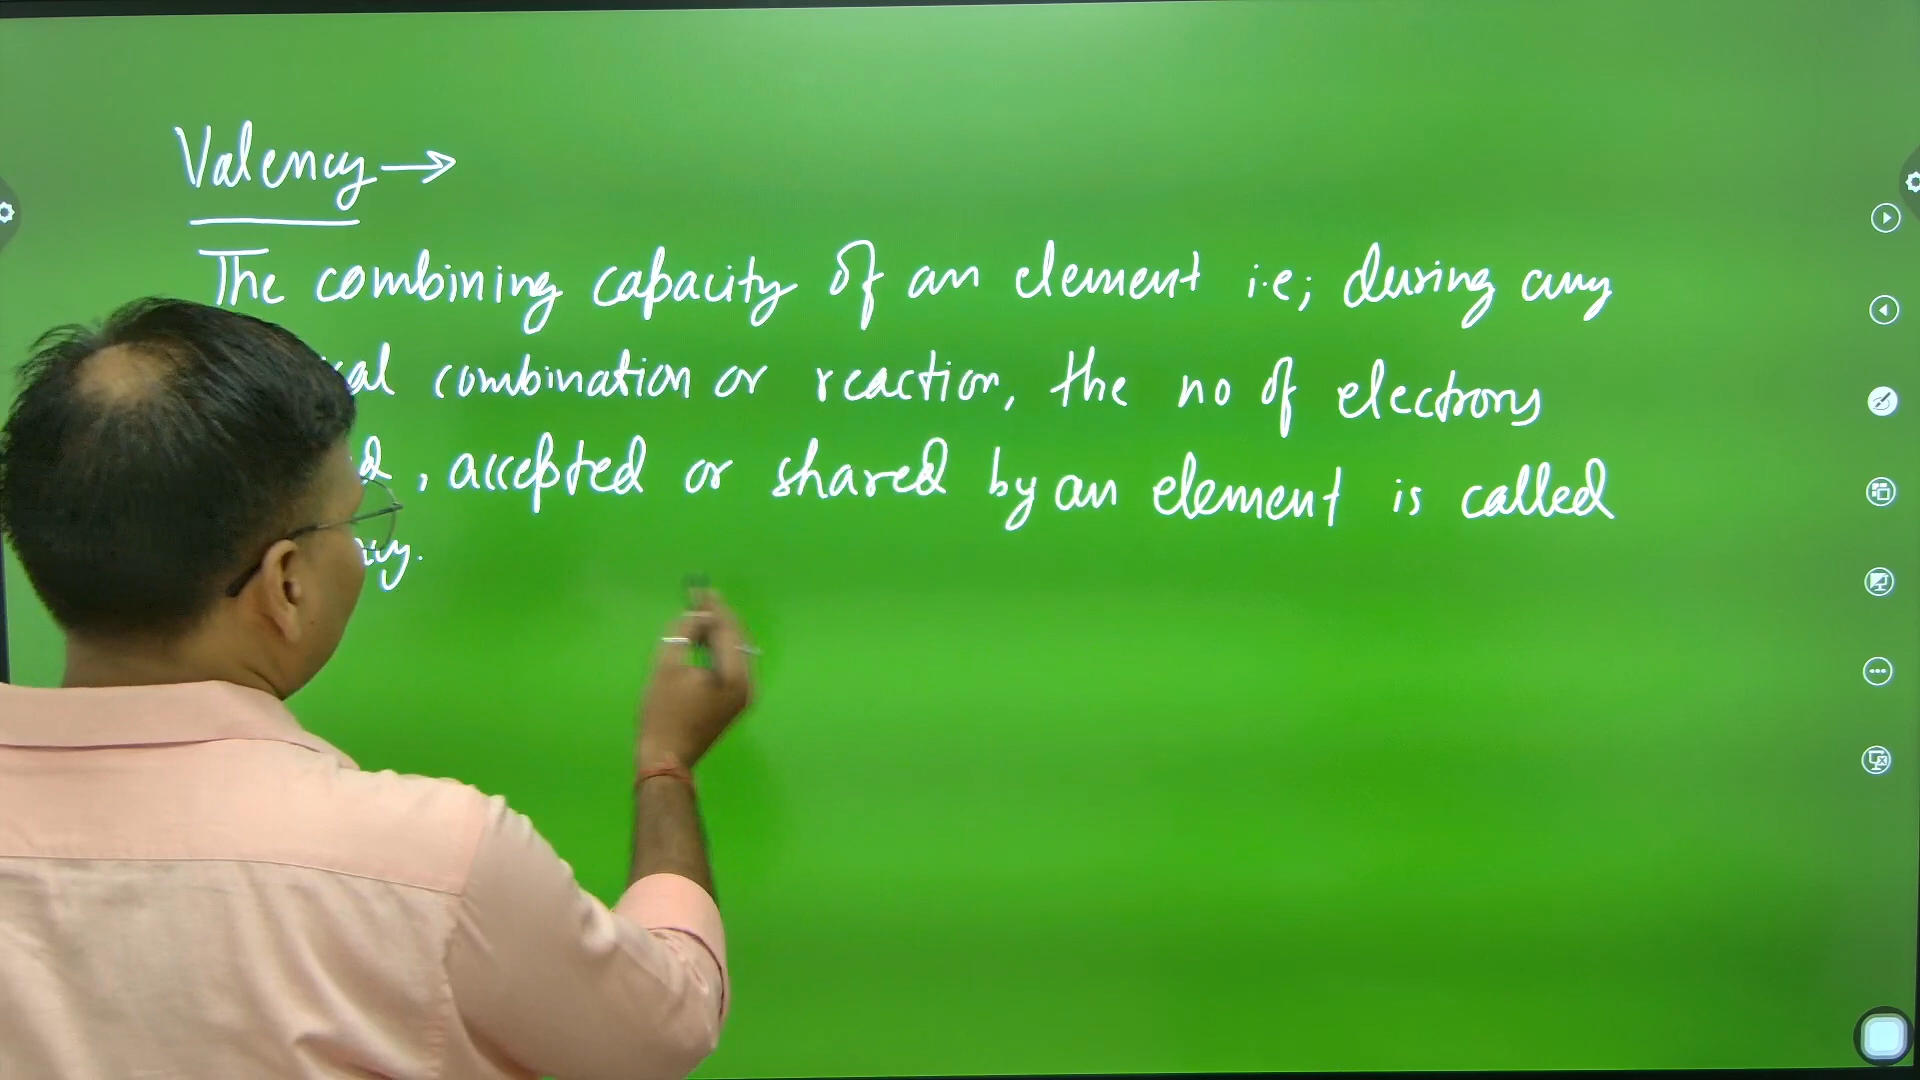 Valency →
The combining capacity of an element i.e; during any
combination or reaction, the no of electrons
, accepted or shared by an element is called